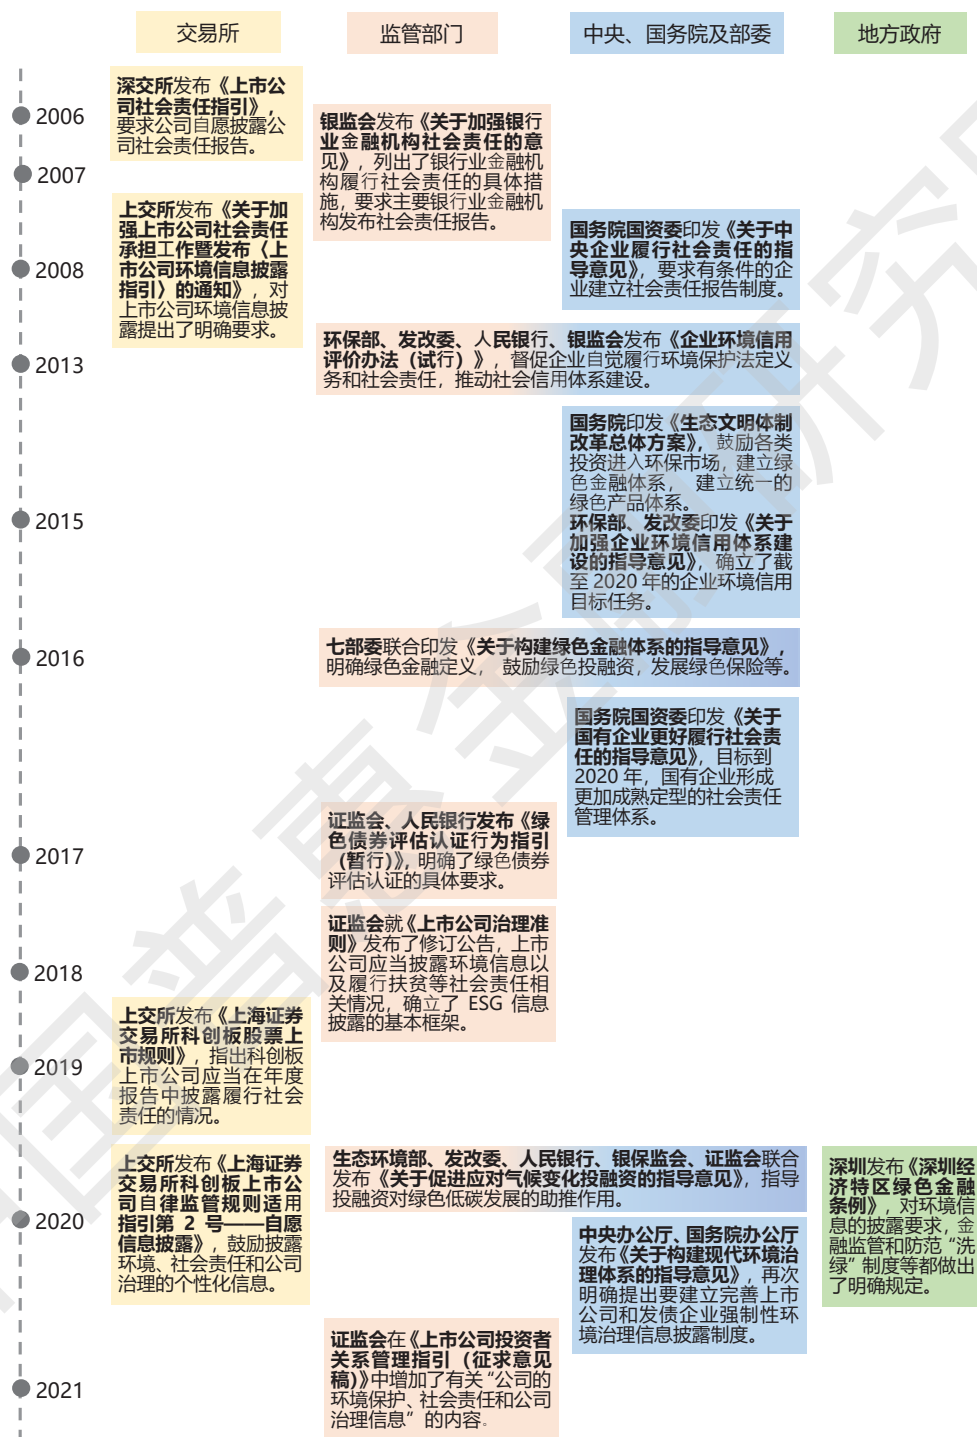 交易所
监管部门
中央、国务院及部委
地方政府
2006
深交所发布《上市公
司社会责任指引》，
要求公司自愿披露公
司社会责任报告。
银监会发布《关于加强银行
业金融机构社会责任的意
见》，列出了银行业金融机
构履行社会责任的具体措
施，要求主要银行业金融机
构发布社会责任报告。
2007
上交所发布《关于加
强上市公司社会责任
承担工作暨发布〈上
市公司环境信息披露
指引〉的通知》，对
上市公司环境信息披
露提出了明确要求。
2008
国务院国资委印发《关于中
央企业履行社会责任的指
导意见》，要求有条件的企
业建立社会责任报告制度。
2013
环保部、发改委、人民银行、银监会发布《企业环境信用
评价办法（试行）》，督促企业自觉履行环境保护法定义
务和社会责任，推动社会信用体系建设。
国务院印发《生态文明体制
改革总体方案》，鼓励各类
投资进入环保市场，建立绿
色金融体系， 建立统一的
绿色产品体系。
2015
环保部、发改委印发《关于
加强企业环境信用体系建
设的指导意见》，确立了截
至 2020 年的企业环境信用
目标任务。
2016
七部委联合印发《关于构建绿色金融体系的指导意见》，
明确绿色金融定义， 鼓励绿色投融资，发展绿色保险等。
国务院国资委印发《关于
国有企业更好履行社会责
任的指导意见》，目标到
2020 年，国有企业形成
更加成熟定型的社会责任
管理体系。
2017
证监会、人民银行发布《绿
色债券评估认证行为指引
（暂行）》，明确了绿色债券
评估认证的具体要求。
2018
证监会就《上市公司治理准
则》发布了修订公告，上市
公司应当披露环境信息以
及履行扶贫等社会责任相
关情况，确立了 ESG 信息
披露的基本框架。
2019
上交所发布《上海证券
交易所科创板股票上
市规则》，指出科创板
上市公司应当在年度
报告中披露履行社会
责任的情况。
2020
上交所发布《上海证券
交易所科创板上市公
司自律监管规则适用
指引第 2 号——自愿
信息披露》，鼓励披露
环境、社会责任和公司
治理的个性化信息。
生态环境部、发改委、人民银行、银保监会、证监会联合
发布《关于促进应对气候变化投融资的指导意见》，指导
投融资对绿色低碳发展的助推作用。
中央办公厅、国务院办公厅
发布《关于构建现代环境治
理体系的指导意见》，再次
明确提出要建立完善上市
公司和发债企业强制性环
境治理信息披露制度。
深圳发布《深圳经
济特区绿色金融
条例》，对环境信
息的披露要求，金
融监管和防范“洗
绿”制度等都做出
了明确规定。
2021
证监会在《上市公司投资者
关系管理指引（征求意见
稿）》中增加了有关“公司的
环境保护、社会责任和公司
治理信息”的内容。
国普惠金融研究